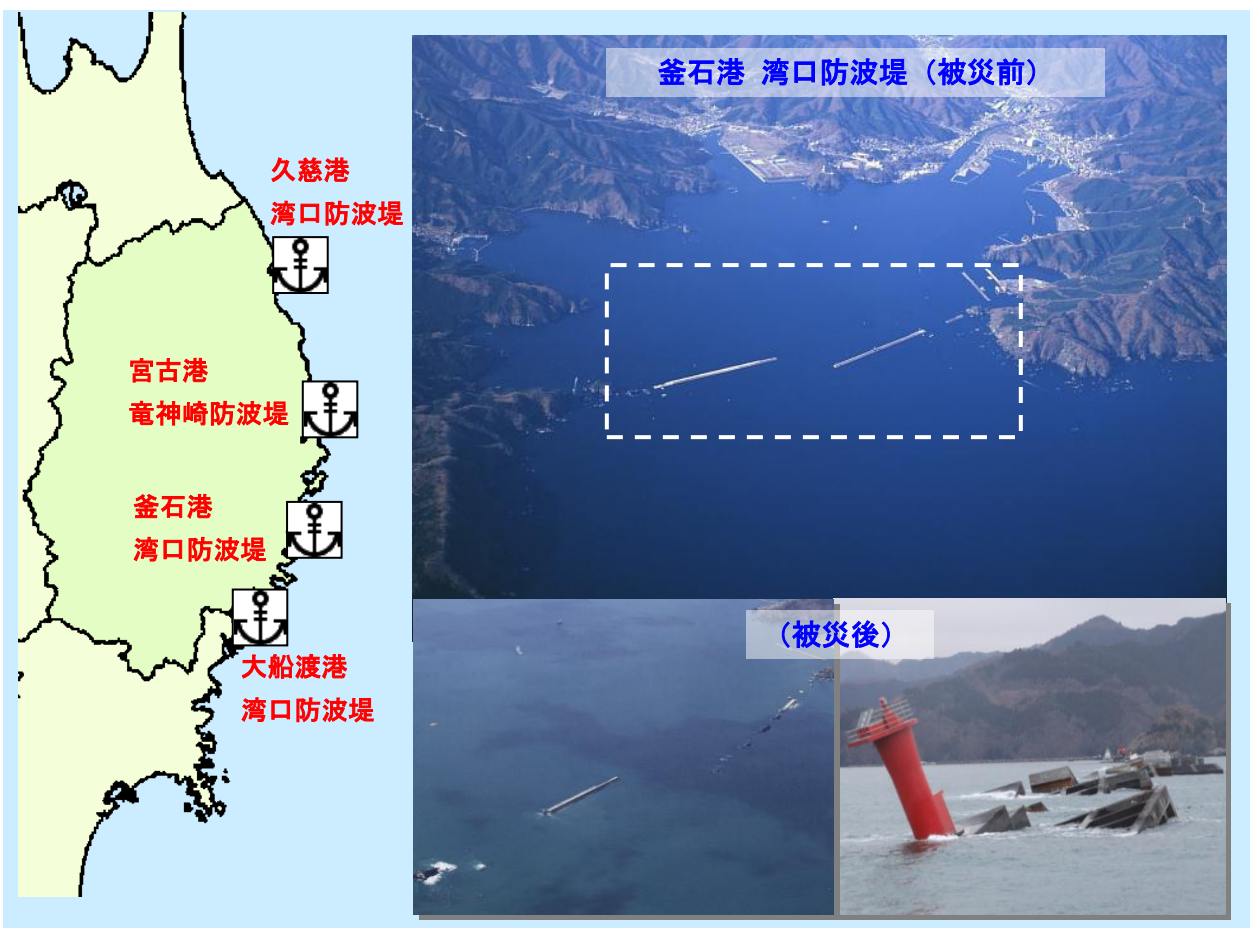 久慈港
湾口防波堤
宮古港
竜神崎防波堤
釜石港
湾口防波堤
大船渡港
湾口防波堤
釜石港 湾口防波堤（被災前）
（被災後）